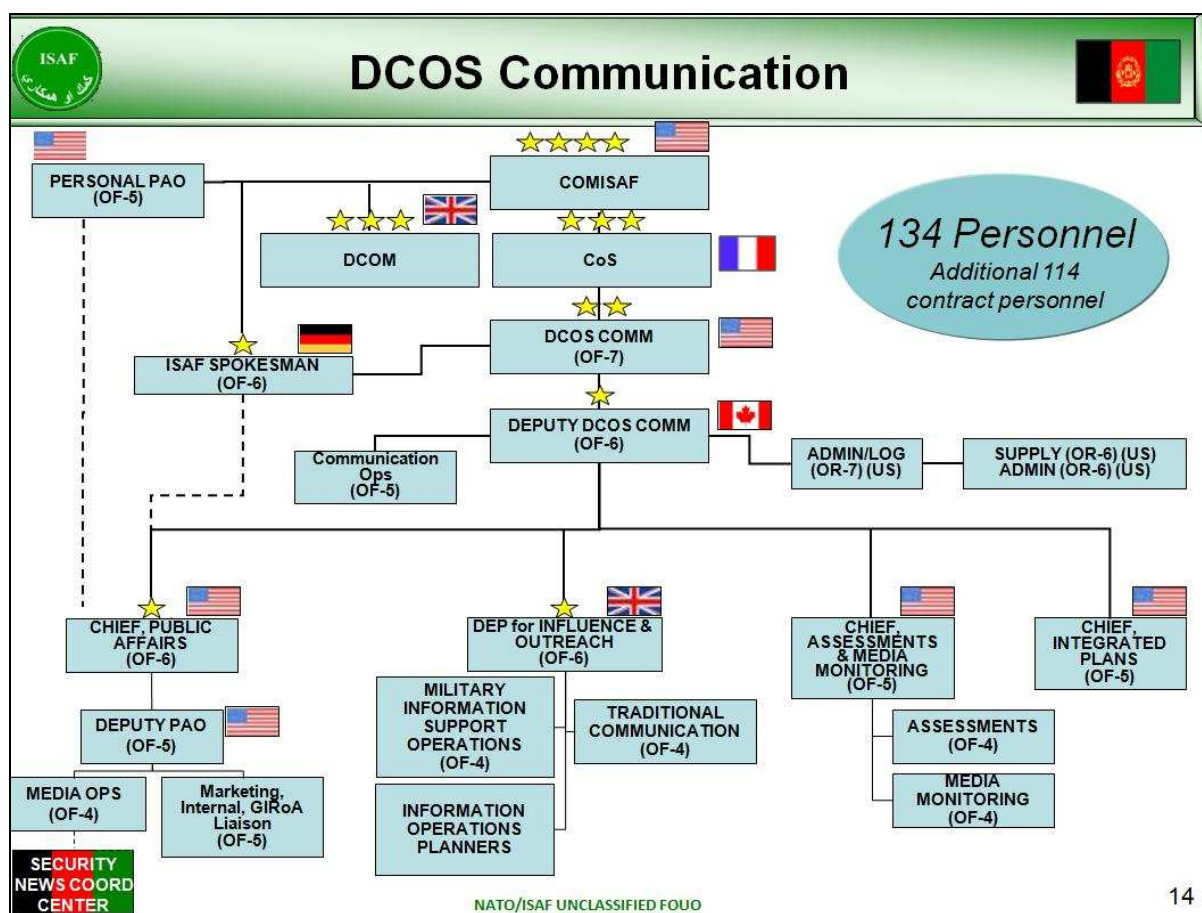 ISAF
کمک او همکاری
DCOS Communication
PERSONAL PAO
(OF-5)
COMISAF
134 Personnel
Additional 114
contract personnel
DCOM
CoS
DCOS COMM
(OF-7)
ISAF SPOKESMAN
(OF-6)
DEPUTY DCOS COMM
(OF-6)
Communication
Ops
(OF-5)
ADMIN/LOG
(OR-7) (US)
SUPPLY (OR-6) (US)
ADMIN (OR-6) (US)
CHIEF, PUBLIC
AFFAIRS
(OF-6)
DEP for INFLUENCE &
OUTREACH
(OF-6)
CHIEF,
ASSESSMENTS
& MEDIA
MONITORING
(OF-5)
CHIEF,
INTEGRATED
PLANS
(OF-5)
DEPUTY PAO
(OF-5)
MILITARY
INFORMATION
SUPPORT
OPERATIONS
(OF-4)
TRADITIONAL
COMMUNICATION
(OF-4)
ASSESSMENTS
(OF-4)
MEDIA OPS
(OF-4)
Marketing,
Internal, GIRoA
Liaison
(OF-5)
INFORMATION
OPERATIONS
PLANNERS
MEDIA
MONITORING
(OF-4)
SECURITY
NEWS COORD
CENTER
NATO/ISAF UNCLASSIFIED FOUO
14